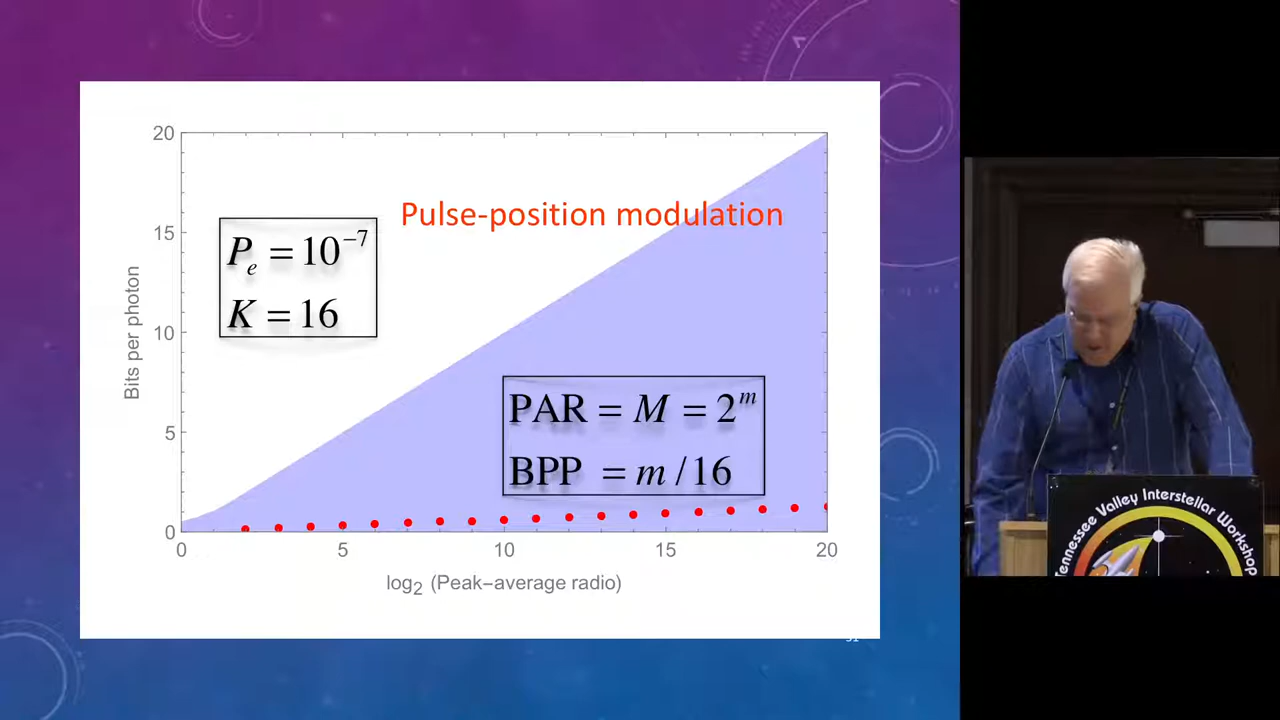 20
15
10
5
0
0
5
10
15
20
Bits per photon
log₂ (Peak−average radio)
Pulse-position modulation
Pₑ = 10⁻⁷
K = 16
PAR = M = 2ᵐ
BPP = m / 16
Tennessee Valley Interstellar Workshop